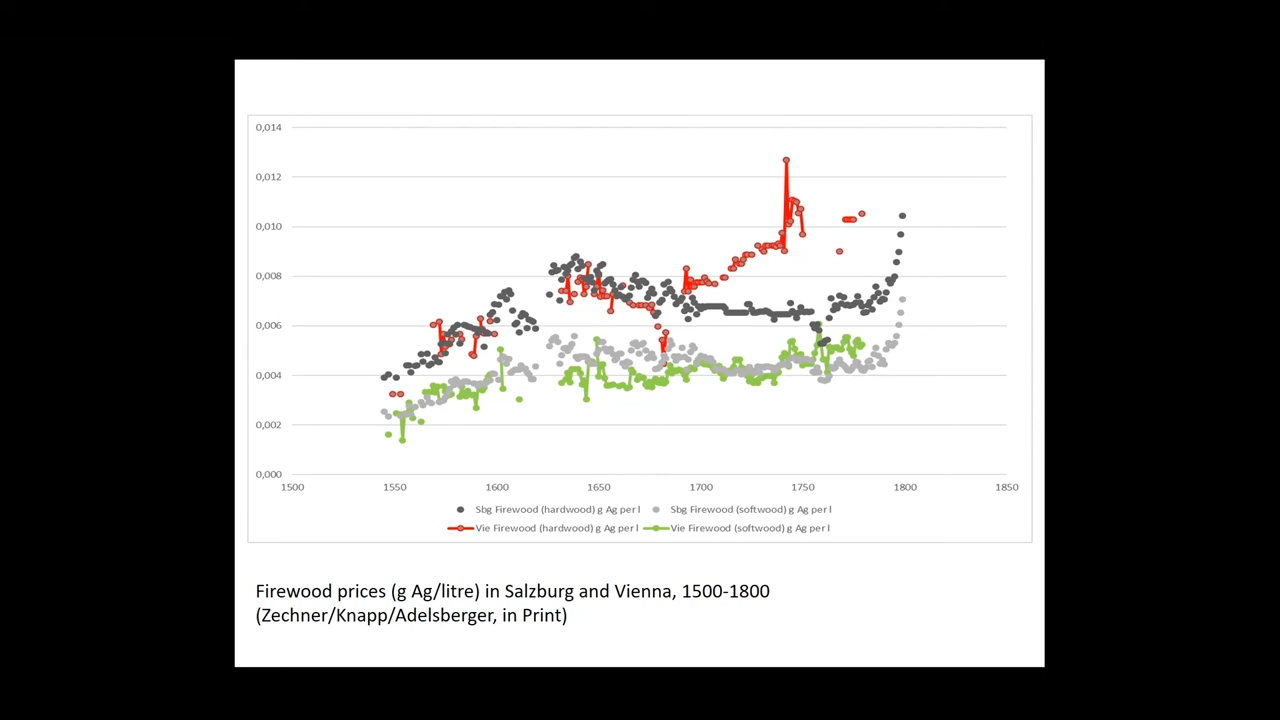 0,014
0,012
0,010
0,008
0,006
0,004
0,002
0,000
1500 1550 1600 1650 1700 1750 1800 1850
Sbg Firewood (hardwood) g Ag per l Sbg Firewood (softwood) g Ag per l
Vie Firewood (hardwood) g Ag per l Vie Firewood (softwood) g Ag per l
Firewood prices (g Ag/litre) in Salzburg and Vienna, 1500-1800
(Zechner/Knapp/Adelsberger, in Print)